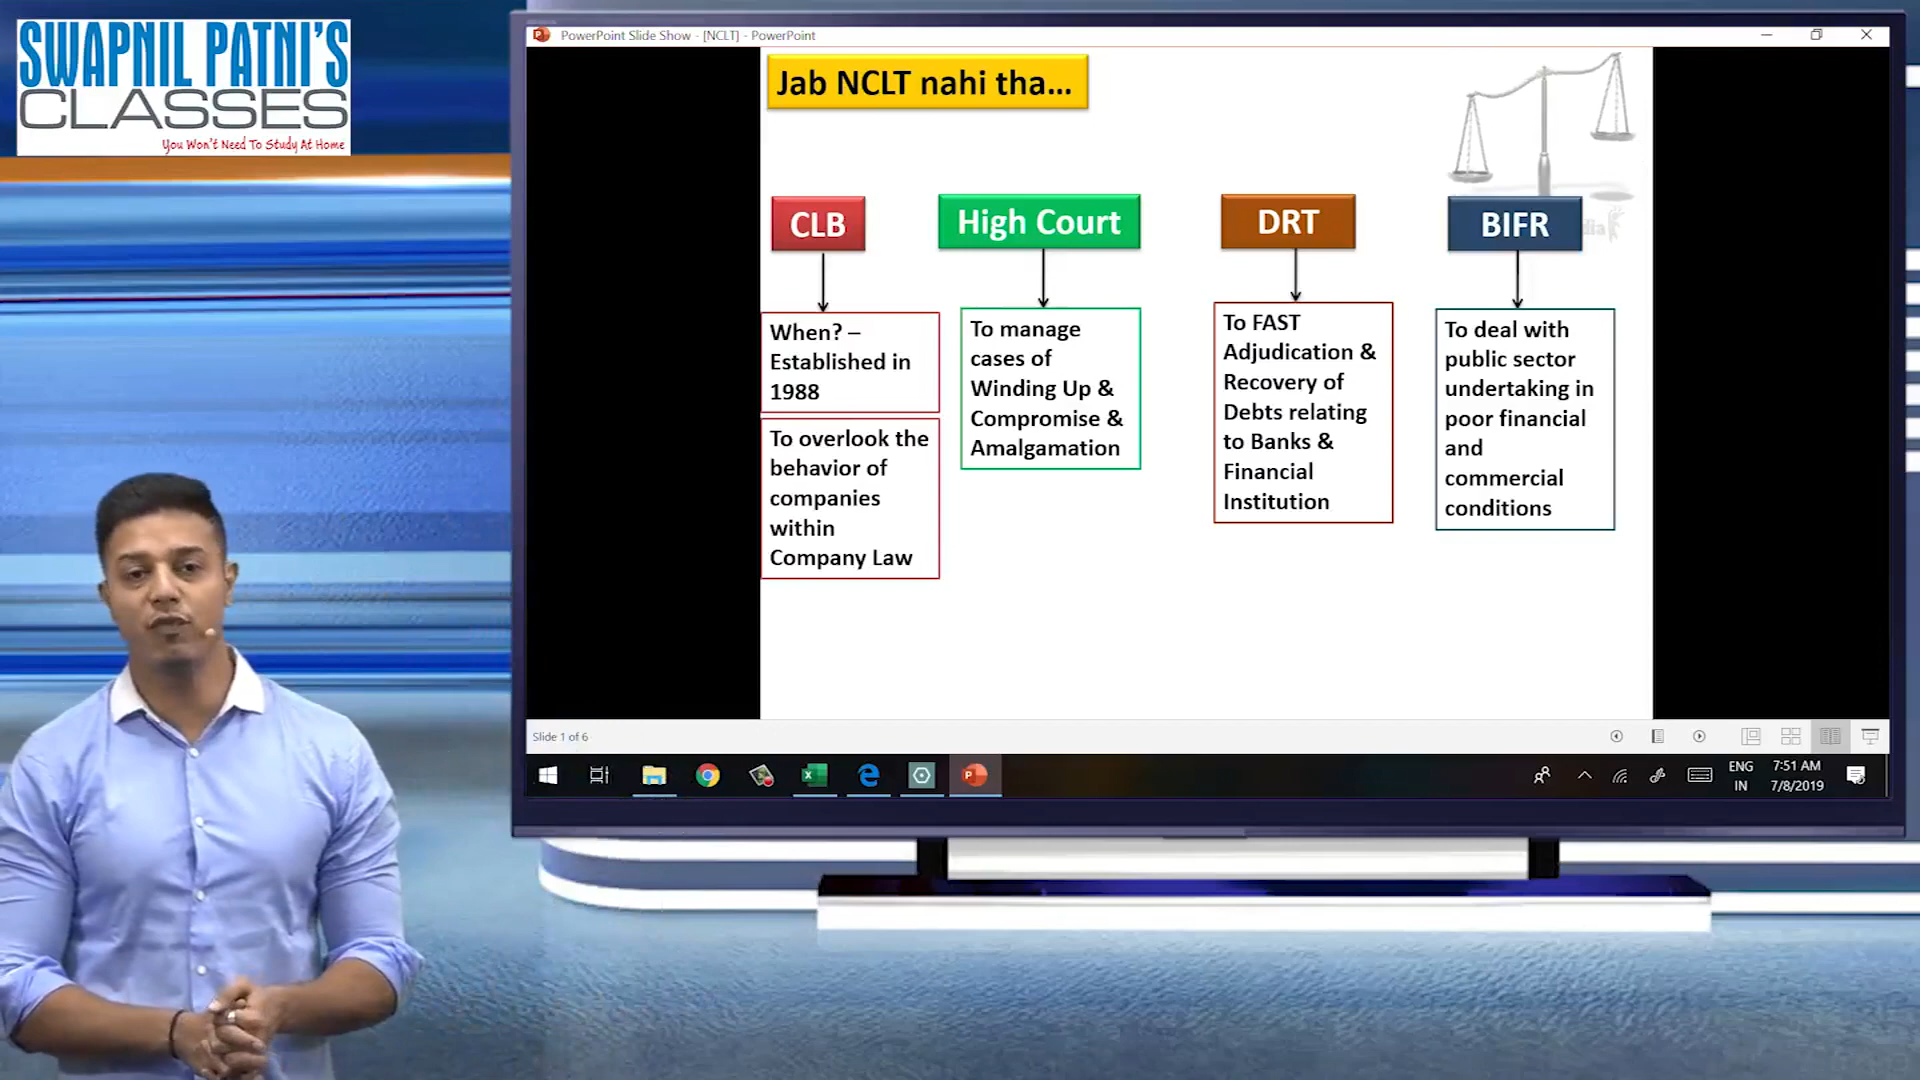 SWAPNIL PATNI'S
CLASSES
You Won't Need To Study At Home
PowerPoint Slide Show - [NCLT] - PowerPoint
Jab NCLT nahi tha...
CLB
High Court
DRT
BIFR
When? –
Established in
1988
To overlook the
behavior of
companies
within
Company Law
To manage
cases of
Winding Up &
Compromise &
Amalgamation
To FAST
Adjudication &
Recovery of
Debts relating
to Banks &
Financial
Institution
To deal with
public sector
undertaking in
poor financial
and
commercial
conditions
Slide 1 of 6
ENG
IN
7:51 AM
7/8/2019